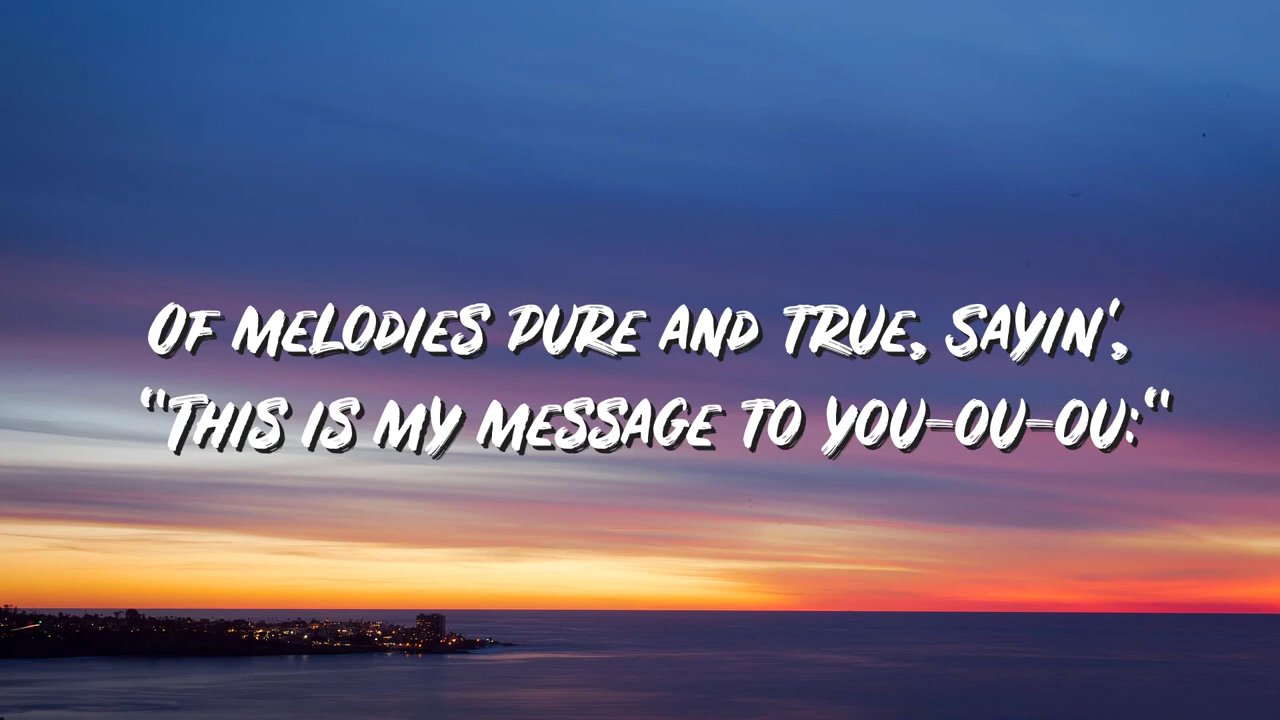 OF MELODIES PURE AND TRUE, SAYIN',
"THIS IS MY MESSAGE TO YOU-OU-OU:"